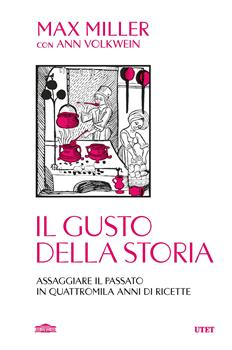 MAX MILLER
CON ANN VOLKWEIN
IL GUSTO
DELLA STORIA
ASSAGGIARE IL PASSATO
IN QUATTROMILA ANNI DI RICETTE
UTET